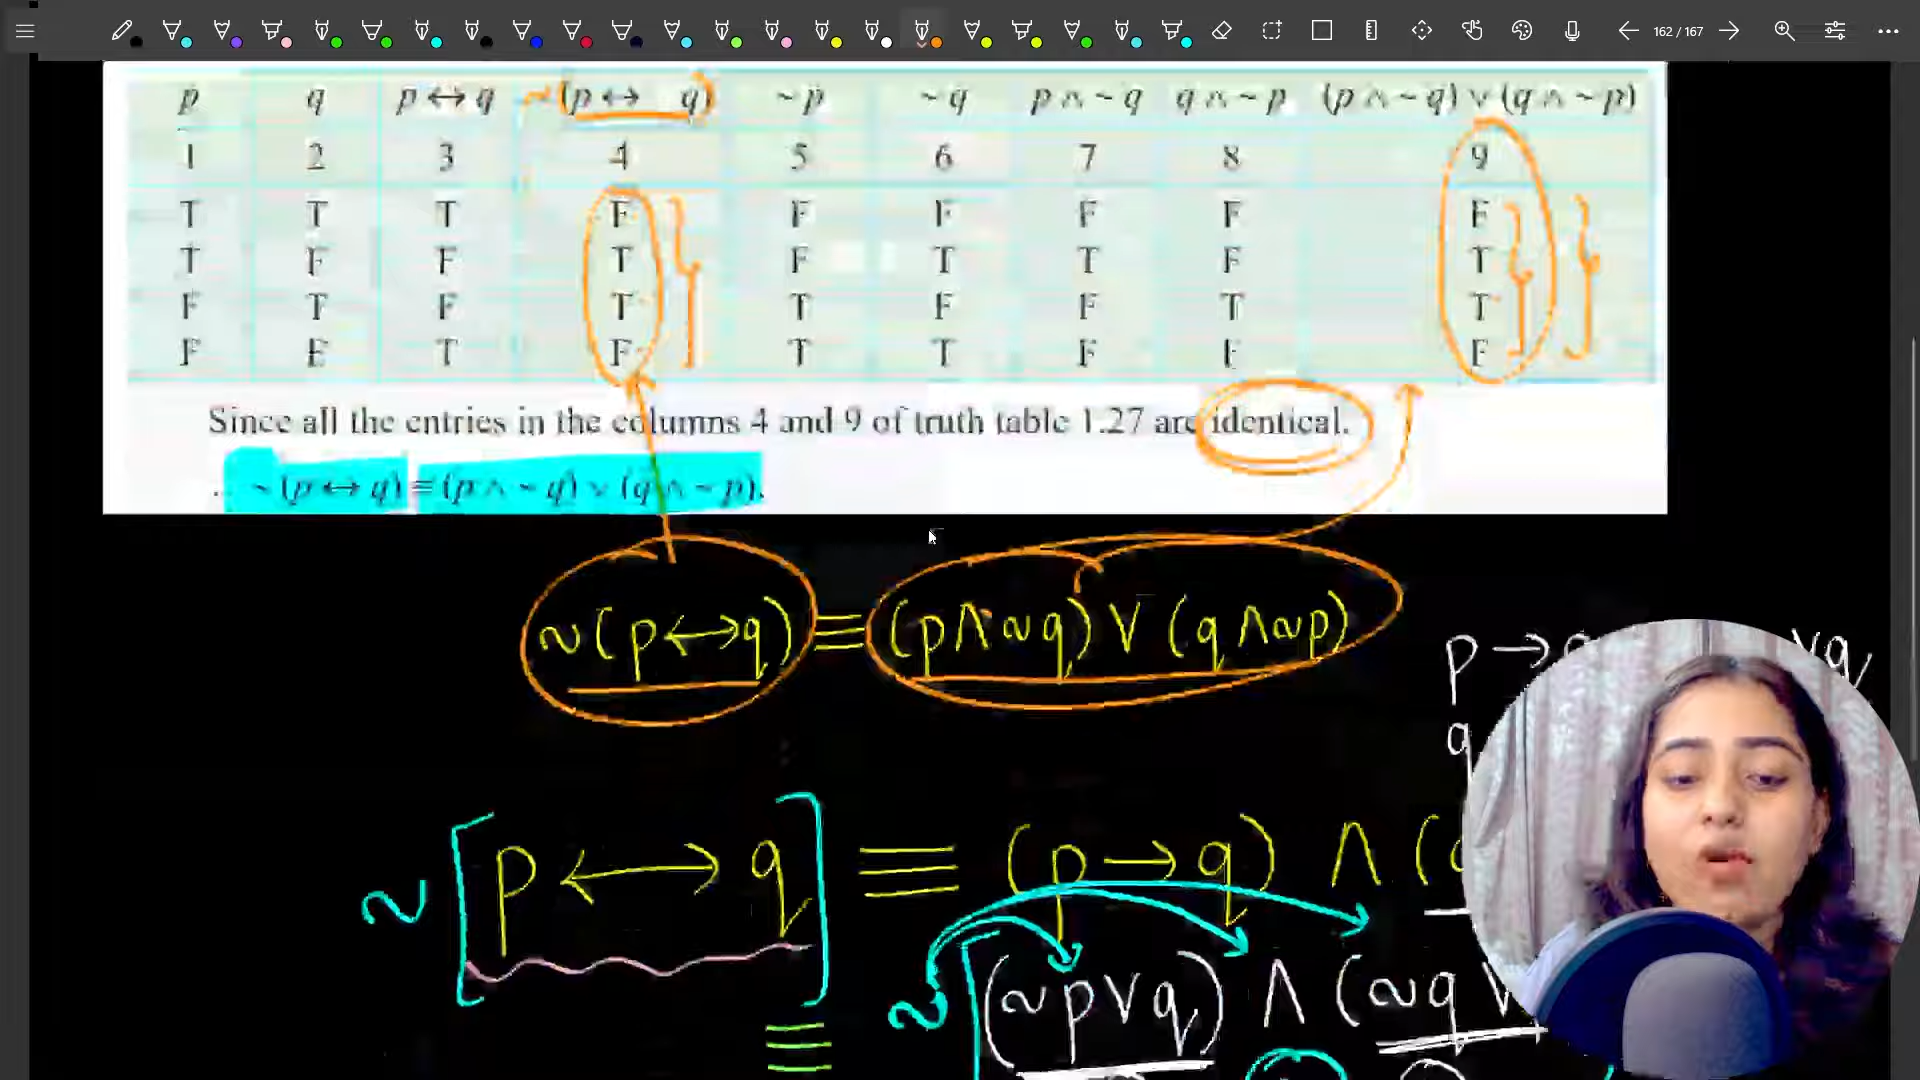 162 / 167
p q p ↔ q ~ (p ↔ q) ~ p ~ q p ∧ ~ q q ∧ ~ p (p ∧ ~ q) ∨ (q ∧ ~ p)
1 2 3 4 5 6 7 8 9
T T T F F F F F F
T F F T F T T F T
F T F T T F F T T
F F T F T T F F F
Since all the entries in the columns 4 and 9 of truth table 1.27 are identical.
∴ ~ (p ↔ q) ≡ (p ∧ ~ q) ∨ (q ∧ ~ p).
~(p ↔ q) ≡ (p ∧ ~q) ∨ (q ∧ ~p)
p → ∨q
q
~[p ↔ q] ≡ (p → q) ∧ (
≡ ~[(~p ∨ q) ∧ (~q ∨